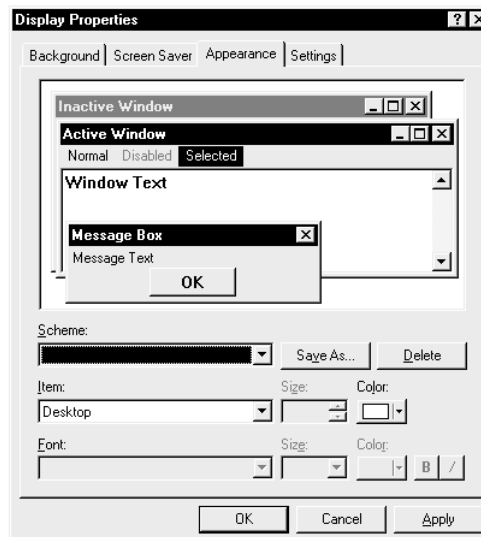 Display Properties
Background Screen Saver Appearance Settings
Inactive Window
Active Window
Normal Disabled Selected
Window Text
Message Box
Message Text
OK
Scheme:
Save As... Delete
Item: Size: Color:
Desktop
Font: Size: Color:
B /
OK Cancel Apply